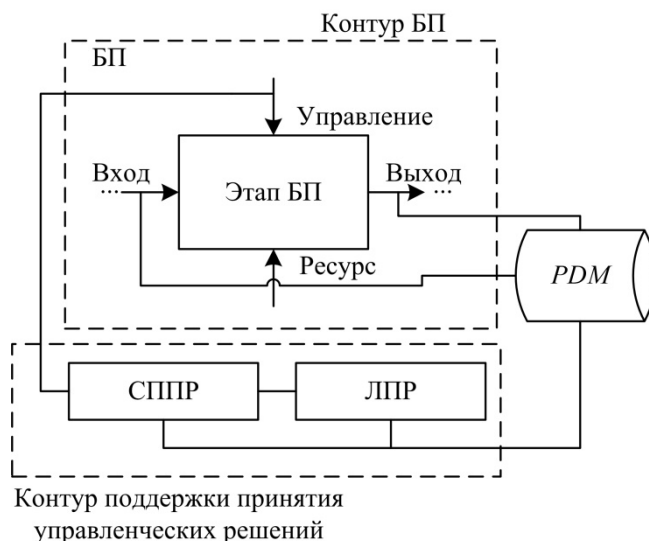 Контур БП
БП
Управление
Вход
Выход
...
...
Этап БП
Ресурс
PDM
СППР
ЛПР
Контур поддержки принятия
управленческих решений